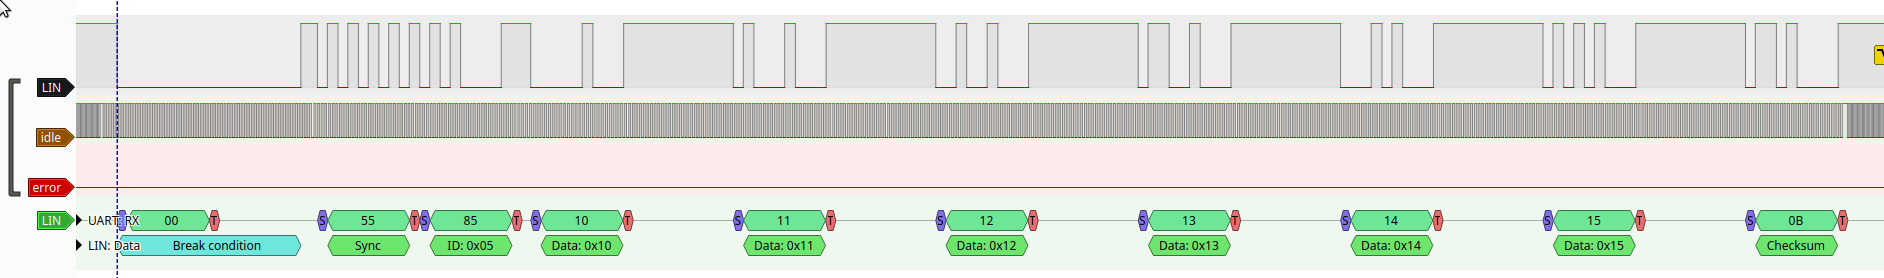 LIN
idle
error
LIN UART: RX S 00 T S 55 T S 85 T S 10 T S 11 T S 12 T S 13 T S 14 T S 15 T S 0B T
LIN: Data Break condition Sync ID: 0x05 Data: 0x10 Data: 0x11 Data: 0x12 Data: 0x13 Data: 0x14 Data: 0x15 Checksum